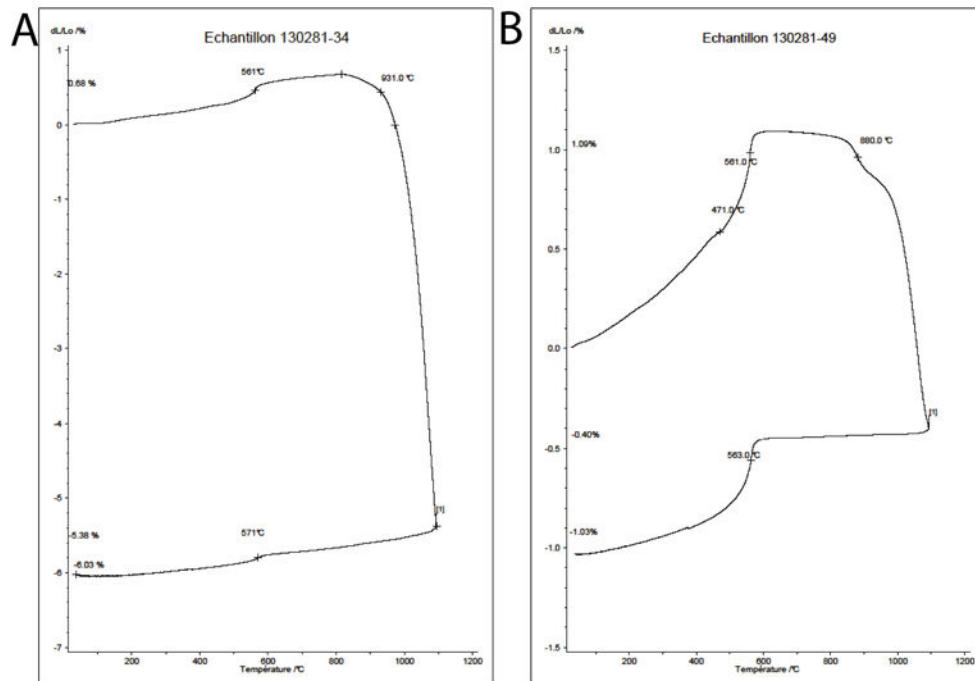 A
dL/Lo /%
Echantillon 130281-34
1
0.68 %
561°C
931.0 °C
0
-1
-2
-3
-4
-5
[1]
-5.38 %
571°C
-6.03 %
-6
-7
200
400
600
800
1000
1200
Température /°C
B
dL/Lo /%
Echantillon 130281-49
1.5
1.09%
1.0
880.0 °C
561.0 °C
471.0 °C
0.5
0.0
[1]
-0.40%
-0.5
563.0 °C
-1.03%
-1.0
-1.5
200
400
600
800
1000
1200
Température /°C